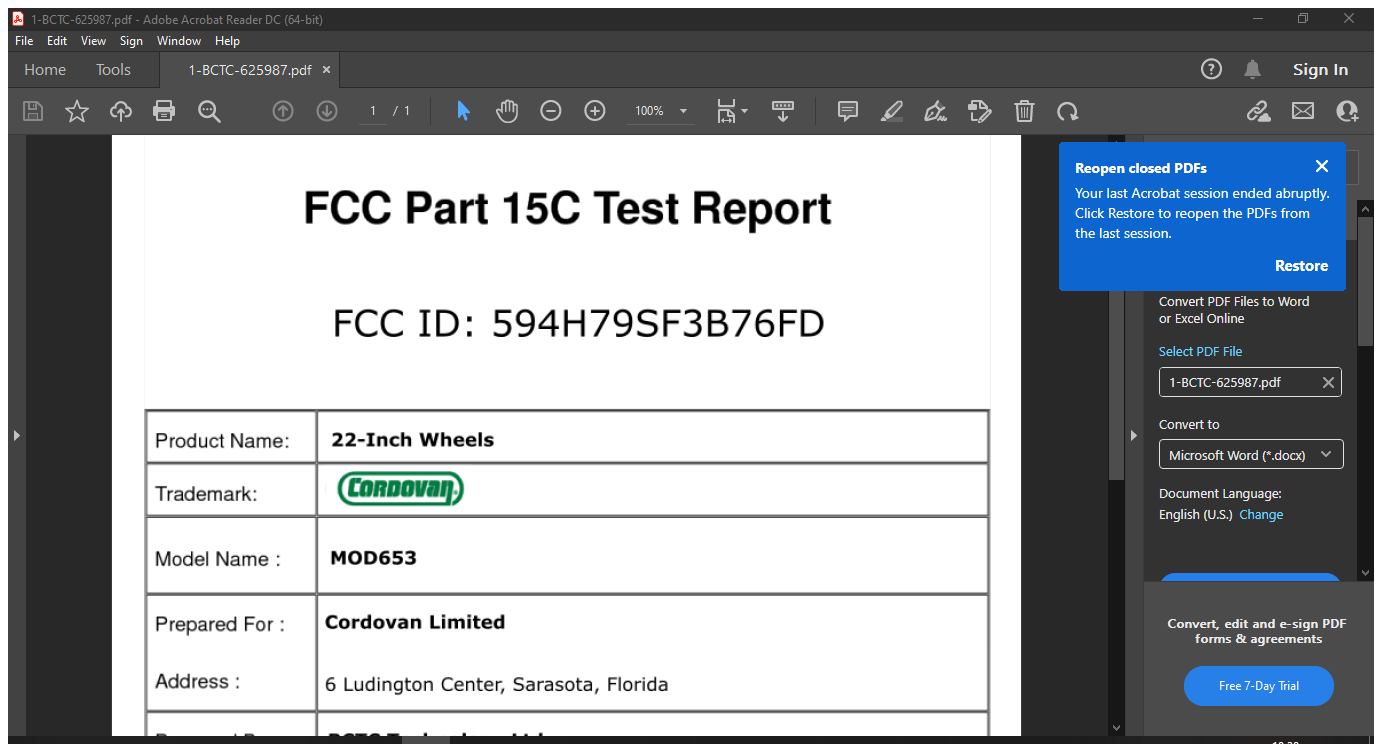 1-BCTC-625987.pdf - Adobe Acrobat Reader DC (64-bit)
File Edit View Sign Window Help
Home Tools 1-BCTC-625987.pdf × Sign In
1 / 1 100%
FCC Part 15C Test Report
FCC ID: 594H79SF3B76FD
Product Name: 22-Inch Wheels
Trademark: CORDOVAN
Model Name : MOD653
Prepared For : Cordovan Limited
Address : 6 Ludington Center, Sarasota, Florida
Reopen closed PDFs
Your last Acrobat session ended abruptly.
Click Restore to reopen the PDFs from
the last session.
Restore
Convert PDF Files to Word
or Excel Online
Select PDF File
1-BCTC-625987.pdf
Convert to
Microsoft Word (*.docx)
Document Language:
English (U.S.) Change
Convert, edit and e-sign PDF
forms & agreements
Free 7-Day Trial